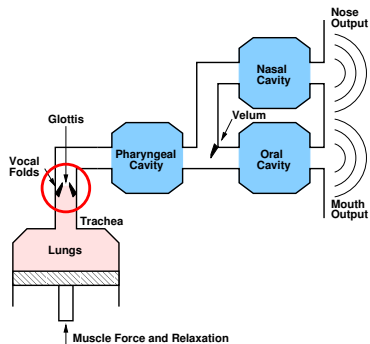 Nose
Output
Nasal
Cavity
Glottis
Velum
Vocal
Folds
Pharyngeal
Cavity
Oral
Cavity
Trachea
Mouth
Output
Lungs
Muscle Force and Relaxation